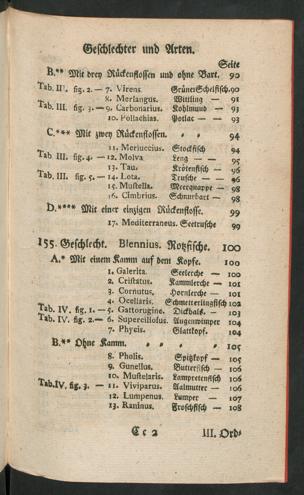 Geschlechter und Arten.
Seite
B.** Mit drey Rückenflossen und ohne Bart. 90
Tab. III. fig. 2. — 7. Virens. Grüner Schelfisch. 90
8. Merlangus. Wittling — 91
Tab. III. fig. 3. — 9. Carbonarius. Kohlmund — 93
10. Pollachius. Potlac — 93
C.*** Mit zwey Rückenflossen. 94
11. Merluccius. Stockfisch — 94
Tab. III. fig. 4. — 12. Molva Leng — 95
13. Tau. Krötenfisch — 96
Tab. III. fig. 5. — 14. Lota. Trusche — 96
15. Mustella. Meerquappe — 98
16. Cimbrius. Schnurbart — 98
D.**** Mit einer einzigen Rückenflosse. 99
17. Mediterraneus. Seetrusche 99
155. Geschlecht. Blennius. Rotzfische. 100
A.* Mit einem Kamm auf dem Kopfe. 100
1. Galerita. Seelerche — 100
2. Cristatus. Kammlerche — 101
3. Cornutus. Hornlerche — 101
4. Ocellaris. Schmetterlingfisch 102
Tab. IV. fig. 1. — 5. Gattorugine. Dickhals. — 103
Tab. IV. fig. 2. — 6. Superciliosus. Augenwimper 104
7. Phycis. Glattkopf. 104
B.** Ohne Kamm. 105
8. Pholis. Spitzkopf — 105
9. Gunellus. Butterfisch — 106
10. Mustelaris. Lampretenfisch 106
Tab. IV. fig. 3. — 11. Viviparus. Aalmutter — 106
12. Lumpenus. Lumper — 107
13. Raninus. Froschfisch — 108
Cc 2 III. Ord⸗